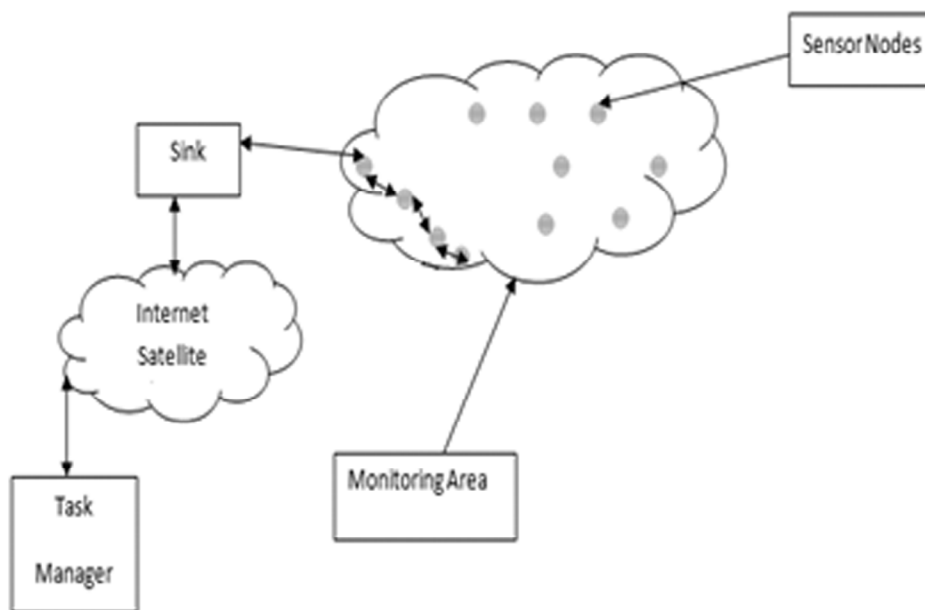 Sensor Nodes
Sink
Internet
Satellite
Monitoring Area
Task
Manager